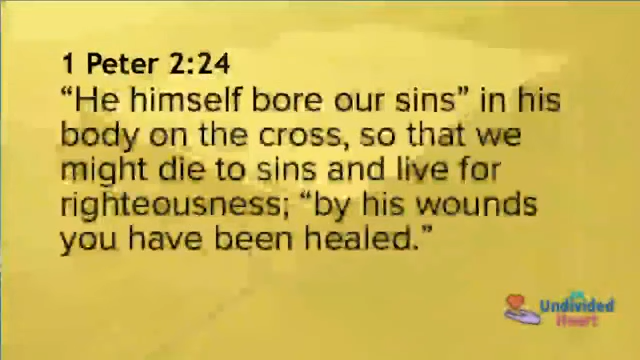 1 Peter 2:24
“He himself bore our sins” in his
body on the cross, so that we
might die to sins and live for
righteousness; “by his wounds
you have been healed.”
Undivided
Heart